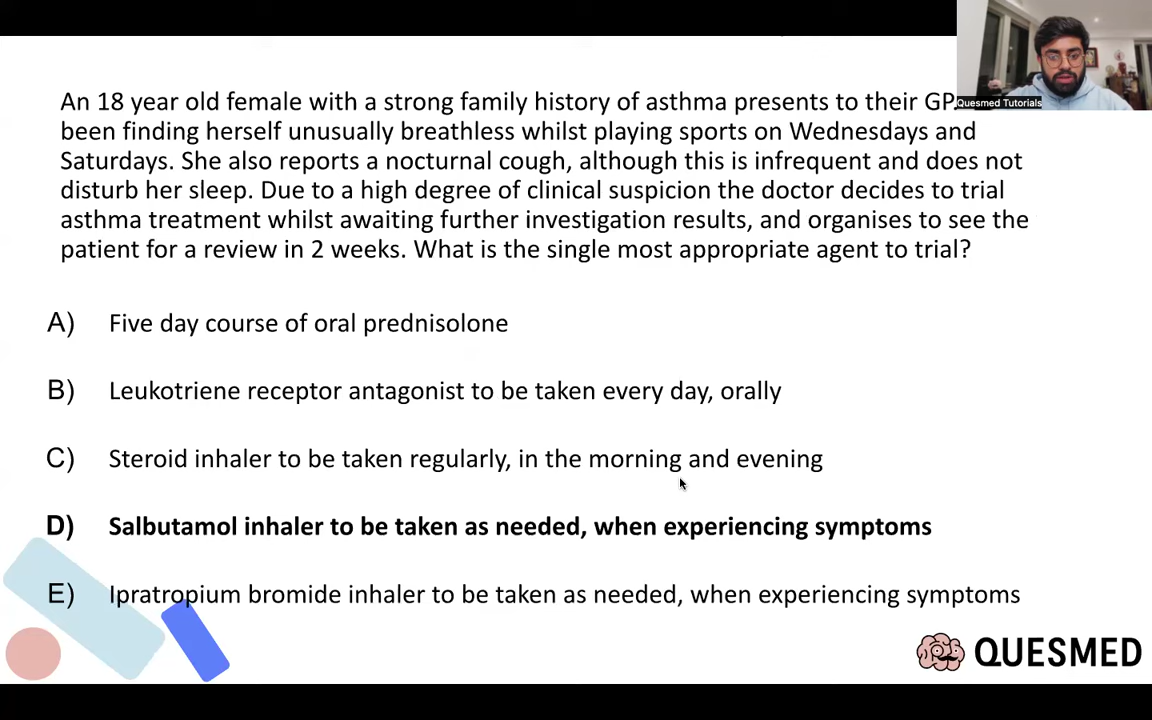 An 18 year old female with a strong family history of asthma presents to their GP.
Quesmed Tutorials
been finding herself unusually breathless whilst playing sports on Wednesdays and
Saturdays. She also reports a nocturnal cough, although this is infrequent and does not
disturb her sleep. Due to a high degree of clinical suspicion the doctor decides to trial
asthma treatment whilst awaiting further investigation results, and organises to see the
patient for a review in 2 weeks. What is the single most appropriate agent to trial?
A) Five day course of oral prednisolone
B) Leukotriene receptor antagonist to be taken every day, orally
C) Steroid inhaler to be taken regularly, in the morning and evening
D) Salbutamol inhaler to be taken as needed, when experiencing symptoms
E) Ipratropium bromide inhaler to be taken as needed, when experiencing symptoms
QUESMED